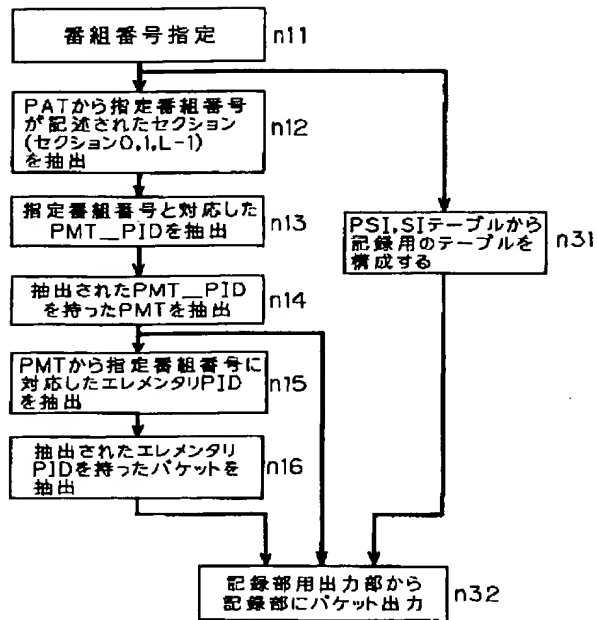 番組番号指定 n11
PATから指定番組番号
が記述されたセクション
(セクション0,1,L-1)
を抽出
n12
指定番組番号と対応した
PMT__PIDを抽出
n13
抽出されたPMT__PID
を持ったPMTを抽出
n14
PMTから指定番組番号に
対応したエレメンタリPID
を抽出
n15
抽出されたエレメンタリ
PIDを持ったパケットを
抽出
n16
PSI,SIテーブルから
記録用のテーブルを
構成する
n31
記録部用出力部から
記録部にパケット出力
n32